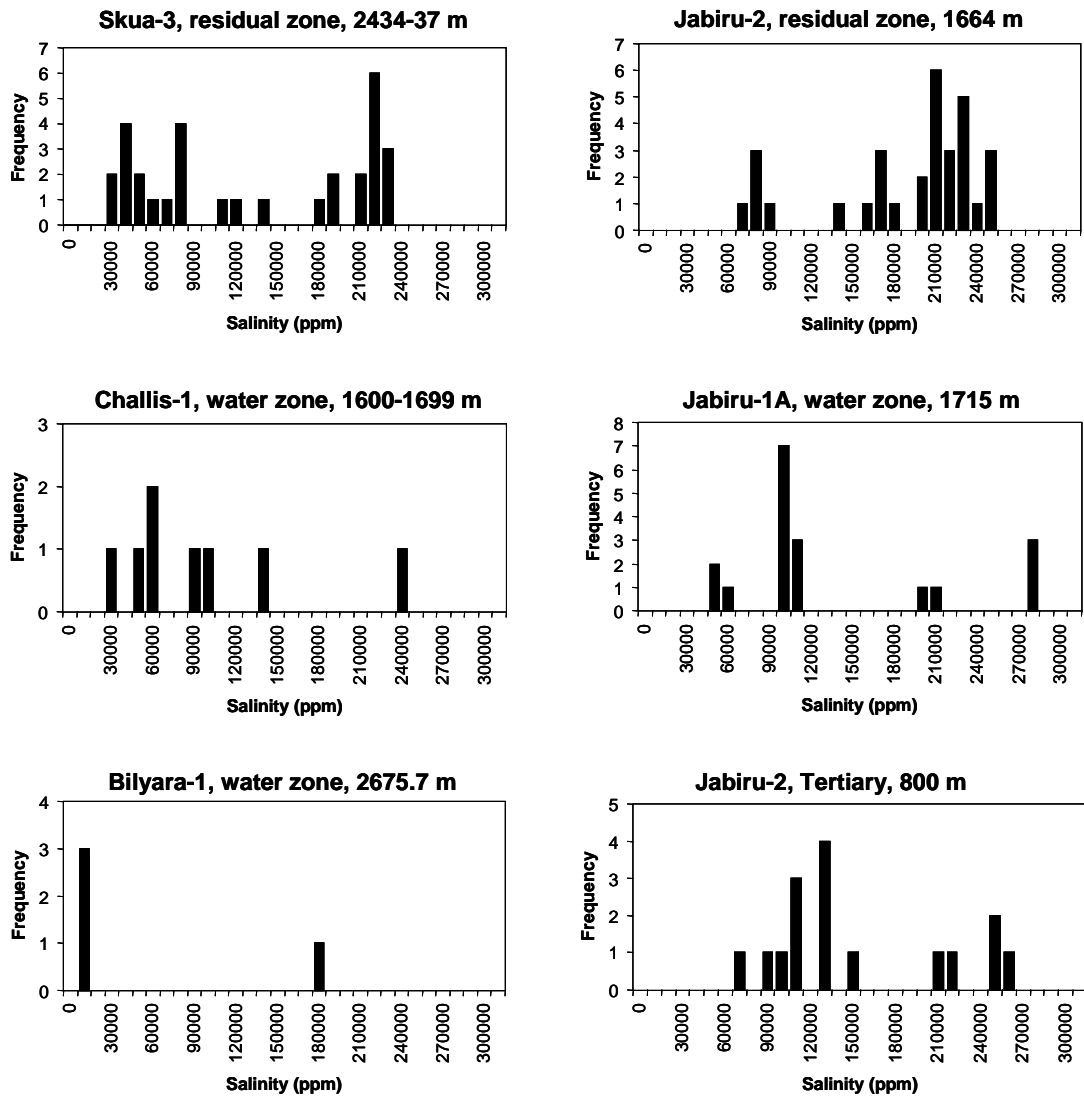 Skua-3, residual zone, 2434-37 m
7
6
5
4
3
2
1
0
Frequency
0 30000 60000 90000 120000 150000 180000 210000 240000 270000 300000
Salinity (ppm)
Jabiru-2, residual zone, 1664 m
7
6
5
4
3
2
1
0
Frequency
0 30000 60000 90000 120000 150000 180000 210000 240000 270000 300000
Salinity (ppm)
Challis-1, water zone, 1600-1699 m
3
2
1
0
Frequency
0 30000 60000 90000 120000 150000 180000 210000 240000 270000 300000
Salinity (ppm)
Jabiru-1A, water zone, 1715 m
8
7
6
5
4
3
2
1
0
Frequency
0 30000 60000 90000 120000 150000 180000 210000 240000 270000 300000
Salinity (ppm)
Bilyara-1, water zone, 2675.7 m
4
3
2
1
0
Frequency
0 30000 60000 90000 120000 150000 180000 210000 240000 270000 300000
Salinity (ppm)
Jabiru-2, Tertiary, 800 m
5
4
3
2
1
0
Frequency
0 30000 60000 90000 120000 150000 180000 210000 240000 270000 300000
Salinity (ppm)